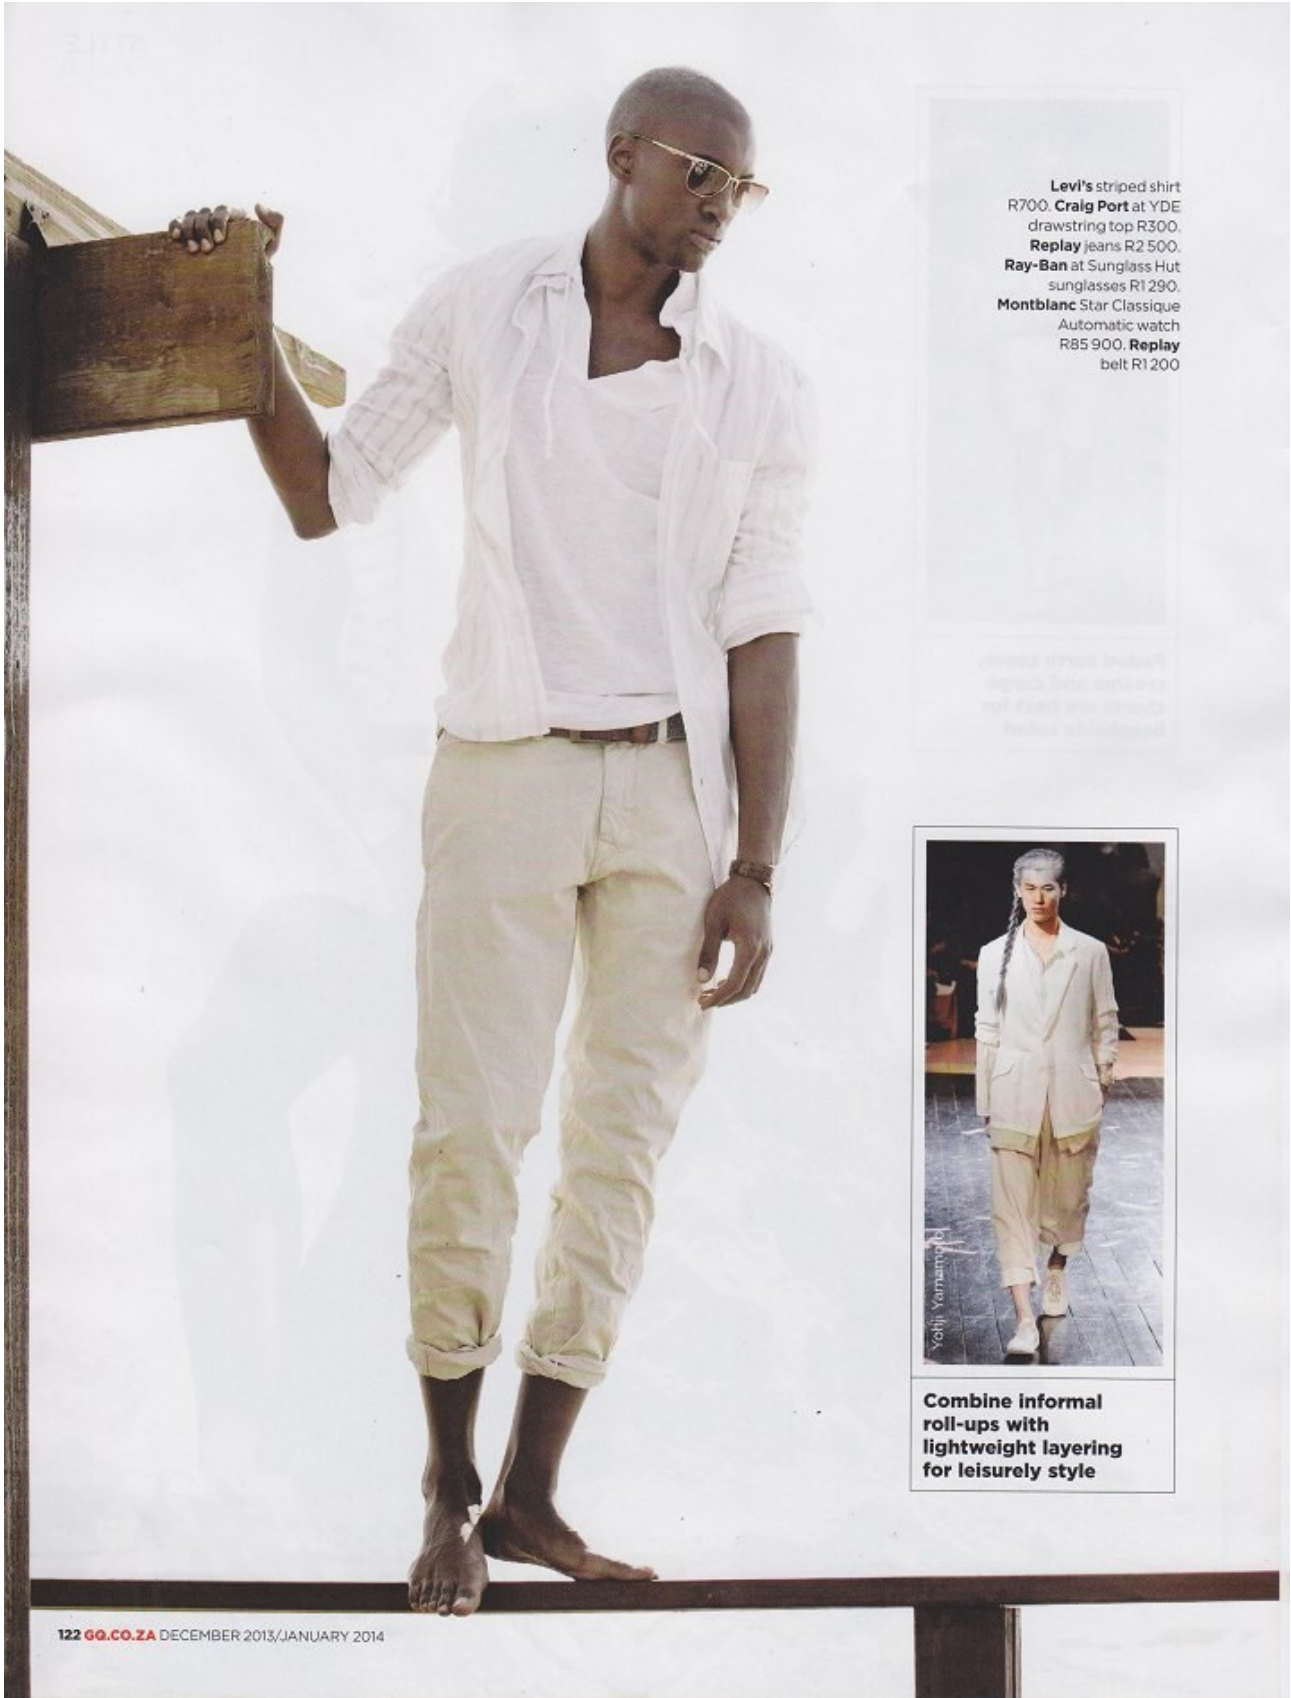 Levi's striped shirt
R700. Craig Port at YDE
drawstring top R300.
Replay jeans R2 500.
Ray-Ban at Sunglass Hut
sunglasses R1 290.
Montblanc Star Classique
Automatic watch
R85 900. Replay
belt R1 200
Yohji Yamamoto
Combine informal
roll-ups with
lightweight layering
for leisurely style
122 GQ.CO.ZA DECEMBER 2013/JANUARY 2014